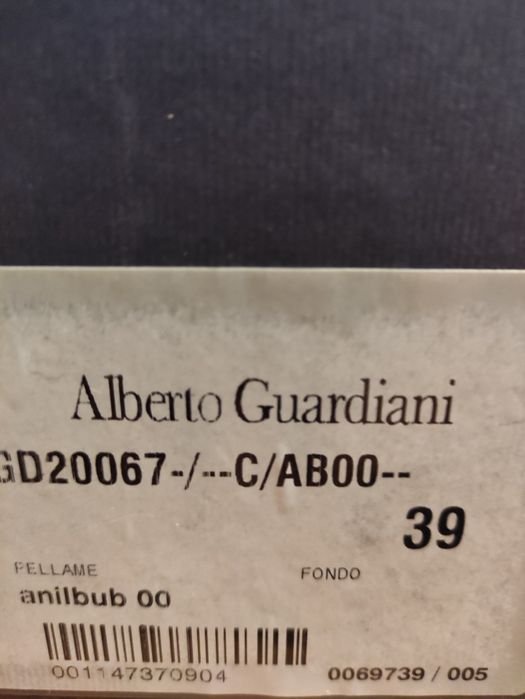 Alberto Guardiani
GD20067-/---C/AB00--
39
PELLAME
FONDO
anilbub 00
001147370904
0069739 / 005